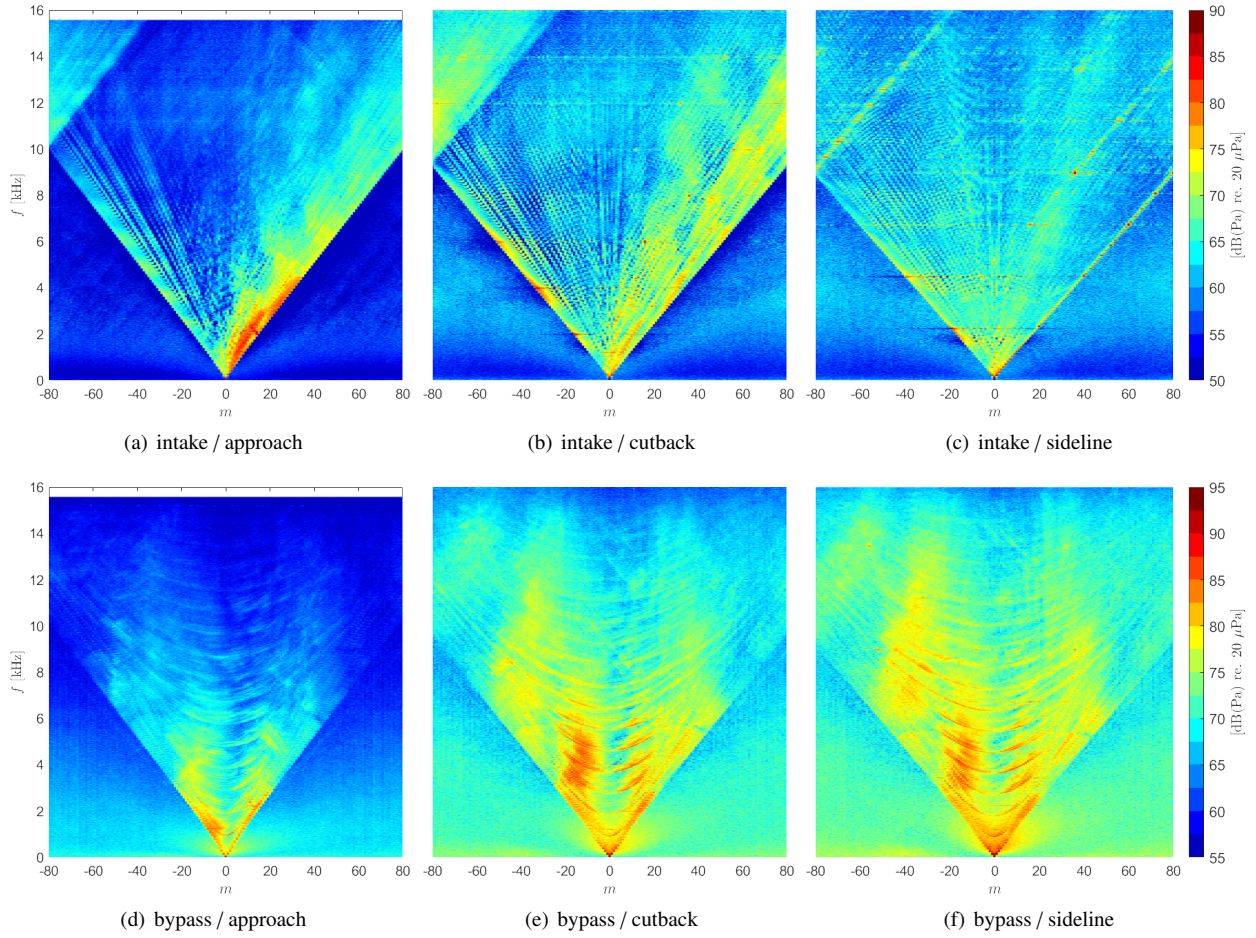 16
14
12
10
8
6
4
2
0
f [kHz]
-80 -60 -40 -20 0 20 40 60 80
m
(a) intake / approach
-80 -60 -40 -20 0 20 40 60 80
m
(b) intake / cutback
-80 -60 -40 -20 0 20 40 60 80
m
(c) intake / sideline
90
85
80
75
70
65
60
55
50
[dB(Pa) re. 20 μPa]
16
14
12
10
8
6
4
2
0
f [kHz]
-80 -60 -40 -20 0 20 40 60 80
m
(d) bypass / approach
-80 -60 -40 -20 0 20 40 60 80
m
(e) bypass / cutback
-80 -60 -40 -20 0 20 40 60 80
m
(f) bypass / sideline
95
90
85
80
75
70
65
60
55
[dB(Pa) re. 20 μPa]